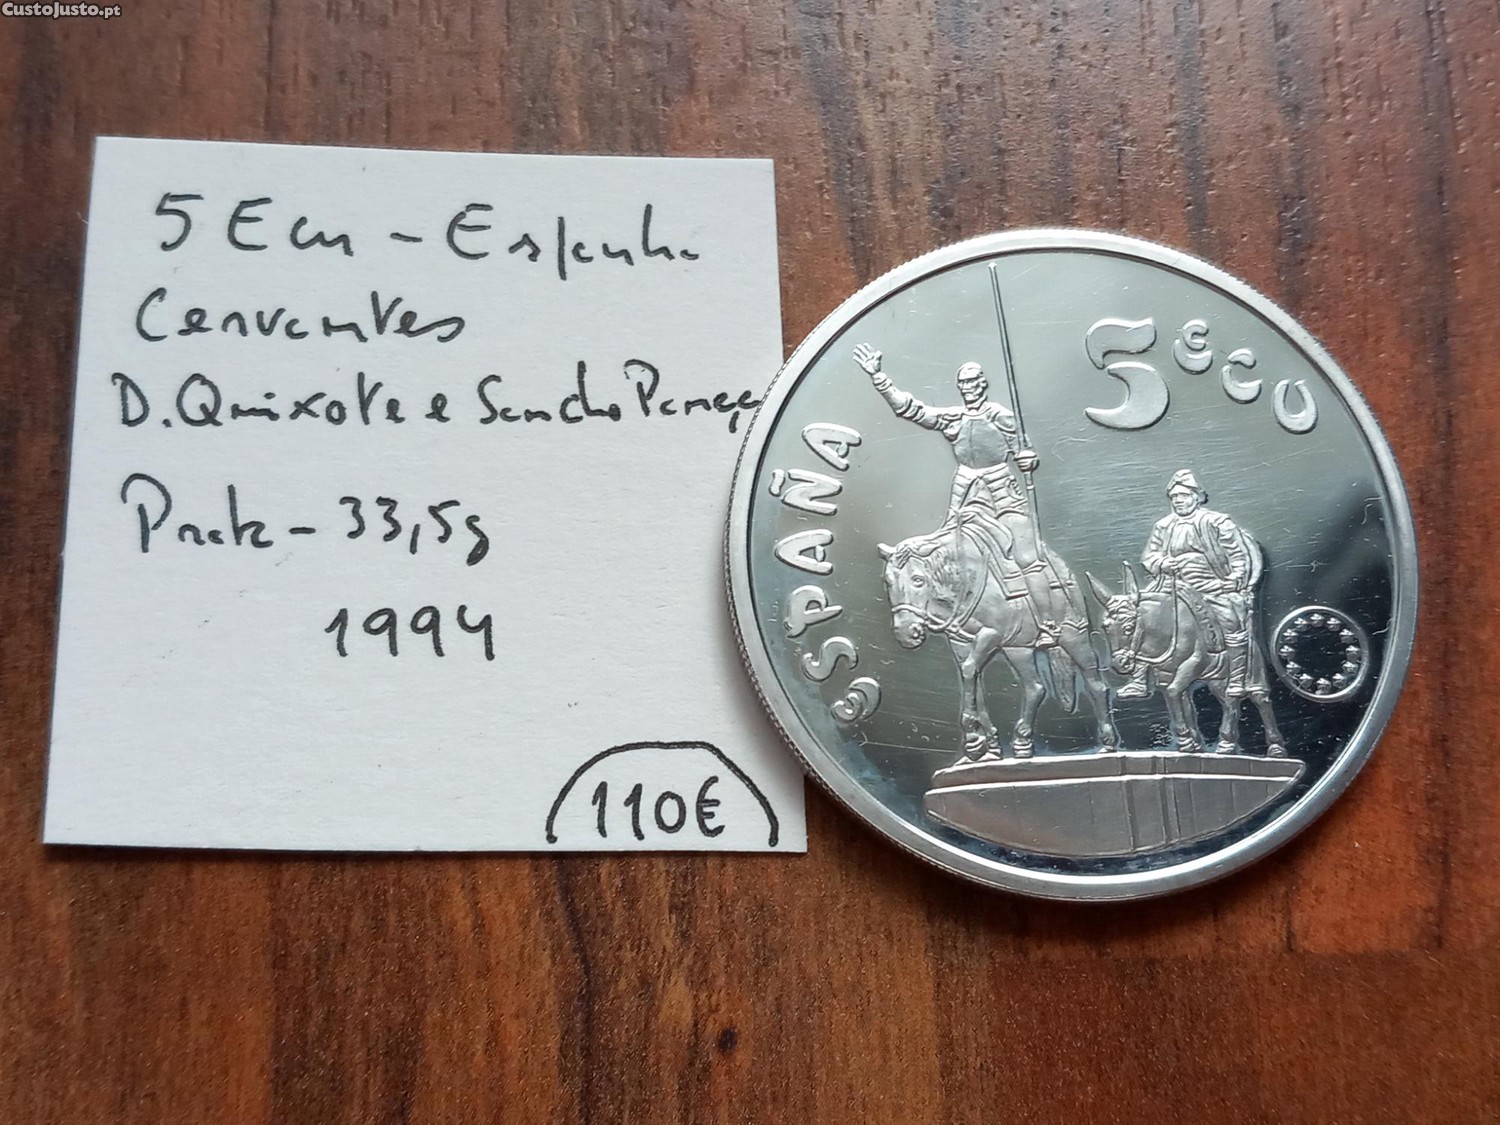 CustoJusto.pt
5 Ecu - Espanha
Cervantes
D. Quixote e Sancho Pança
Prata - 33,5g
1994
110€
ESPAÑA
5 ECU